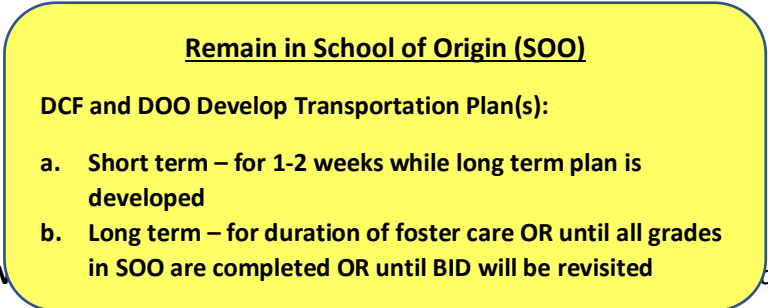 Remain in School of Origin (SOO)
DCF and DOO Develop Transportation Plan(s):
a. Short term – for 1-2 weeks while long term plan is
developed
b. Long term – for duration of foster care OR until all grades
in SOO are completed OR until BID will be revisited